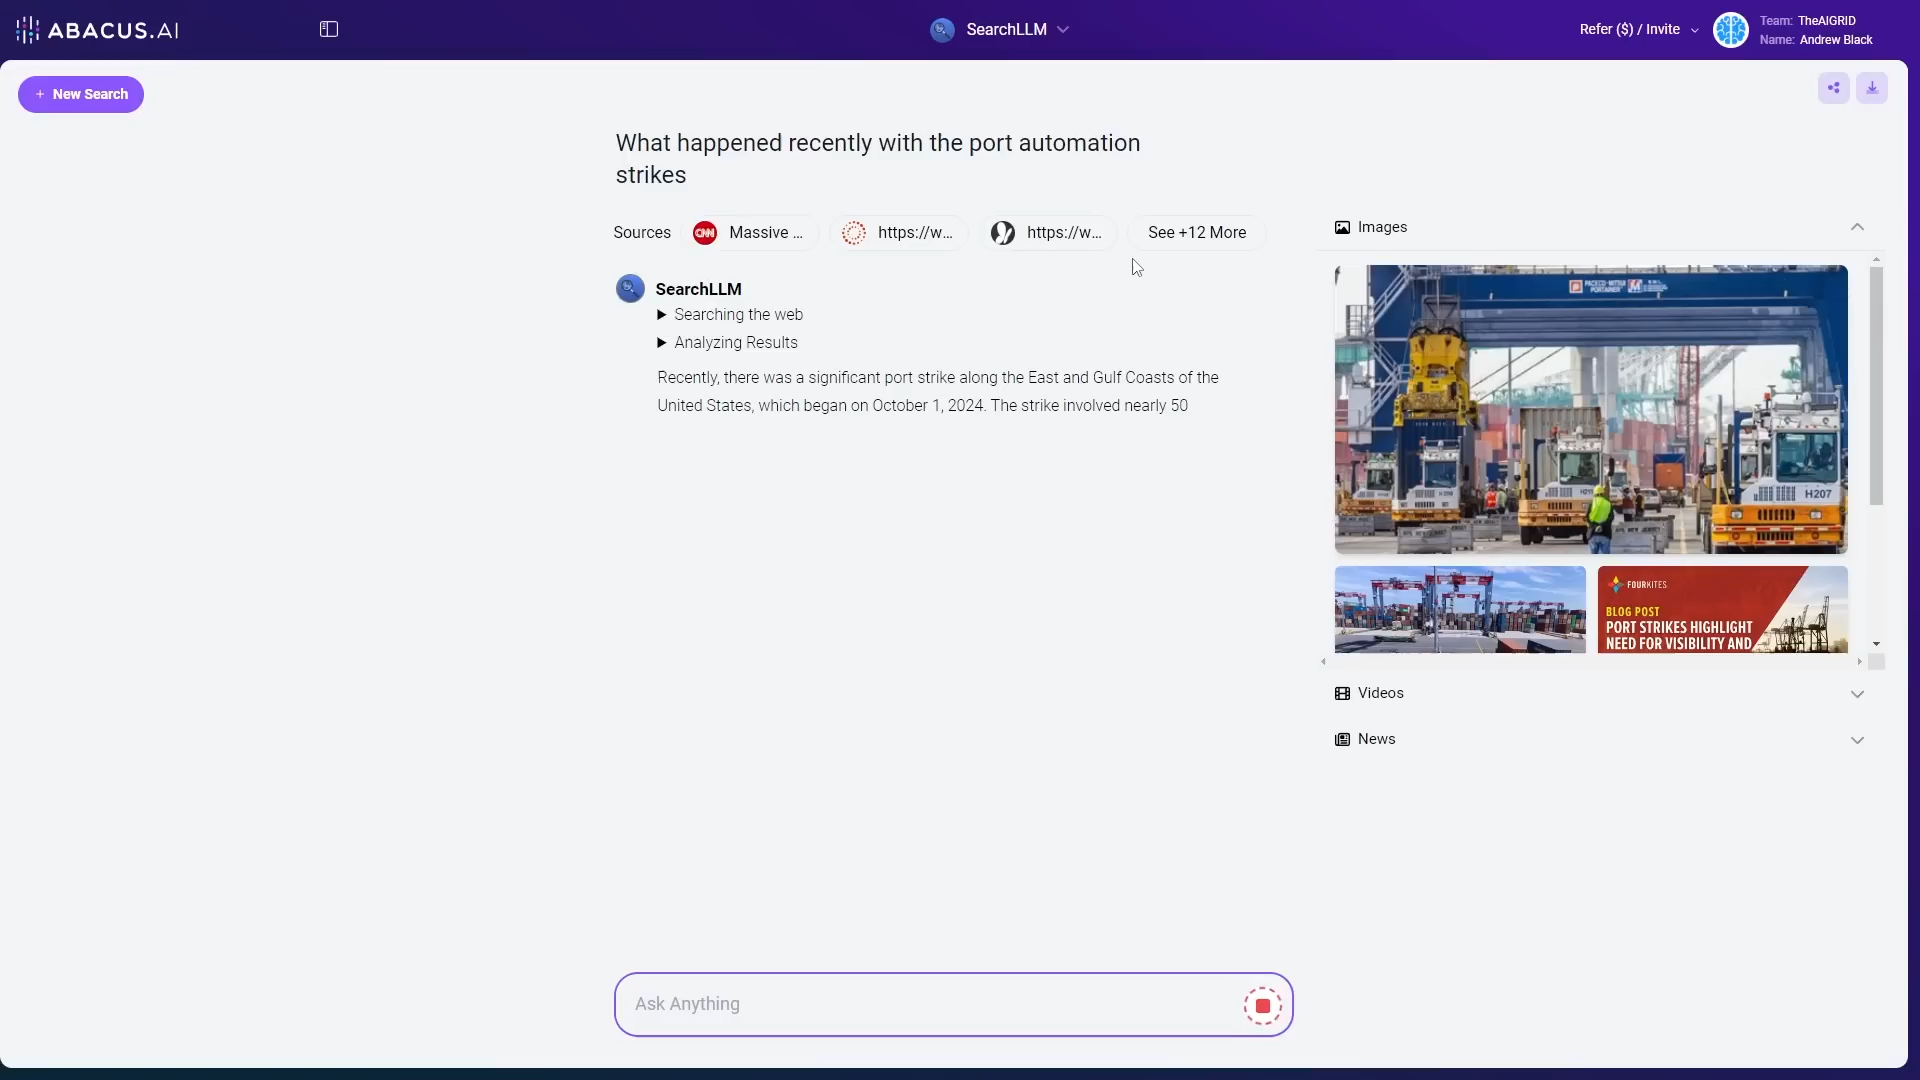 ABACUS.AI
SearchLLM
Refer ($) / Invite
Team: TheAIGRID
Name: Andrew Black
+ New Search
What happened recently with the port automation
strikes
Sources
Massive ...
https://w...
https://w...
See +12 More
SearchLLM
Searching the web
Analyzing Results
Recently, there was a significant port strike along the East and Gulf Coasts of the
United States, which began on October 1, 2024. The strike involved nearly 50
Images
CNN
H207
FOURKITES
BLOG POST
PORT STRIKES HIGHLIGHT
NEED FOR VISIBILITY AND
Videos
News
Ask Anything